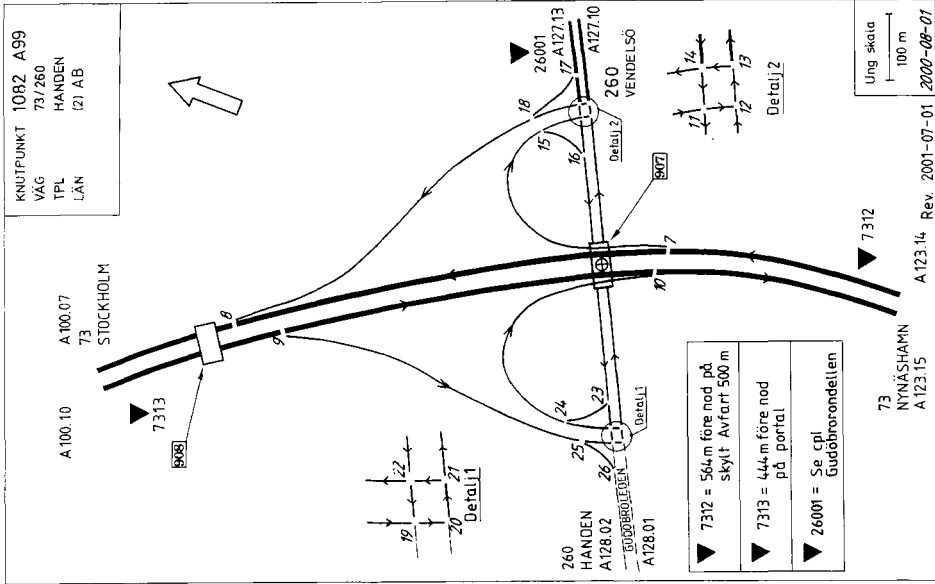 KNUTPUNKT 1082 A99
VÄG 73/260
TPL HANDEN
LÄN (2) AB
A100.10
A100.07
73
STOCKHOLM
7313
908
8
9
26001
A127.13
A127.10
17
18
260
VENDELSÖ
15
16
Detalj 2
11
14
12
13
Detalj 2
907
7
10
24
23
25
26
Detalj 1
19
22
20
21
Detalj 1
260
HANDEN
A128.02
GUDÖBROLEDEN
A128.01
7312
7312 = 564 m före nod på
skylt Avfart 500 m
7313 = 444 m före nod
på portal
26001 = Se cpl
Gudöbrorondellen
73
NYNÄSHAMN
A123.15
A123.14
Rev. 2001-07-01
2000-08-01
Ung skala
100 m